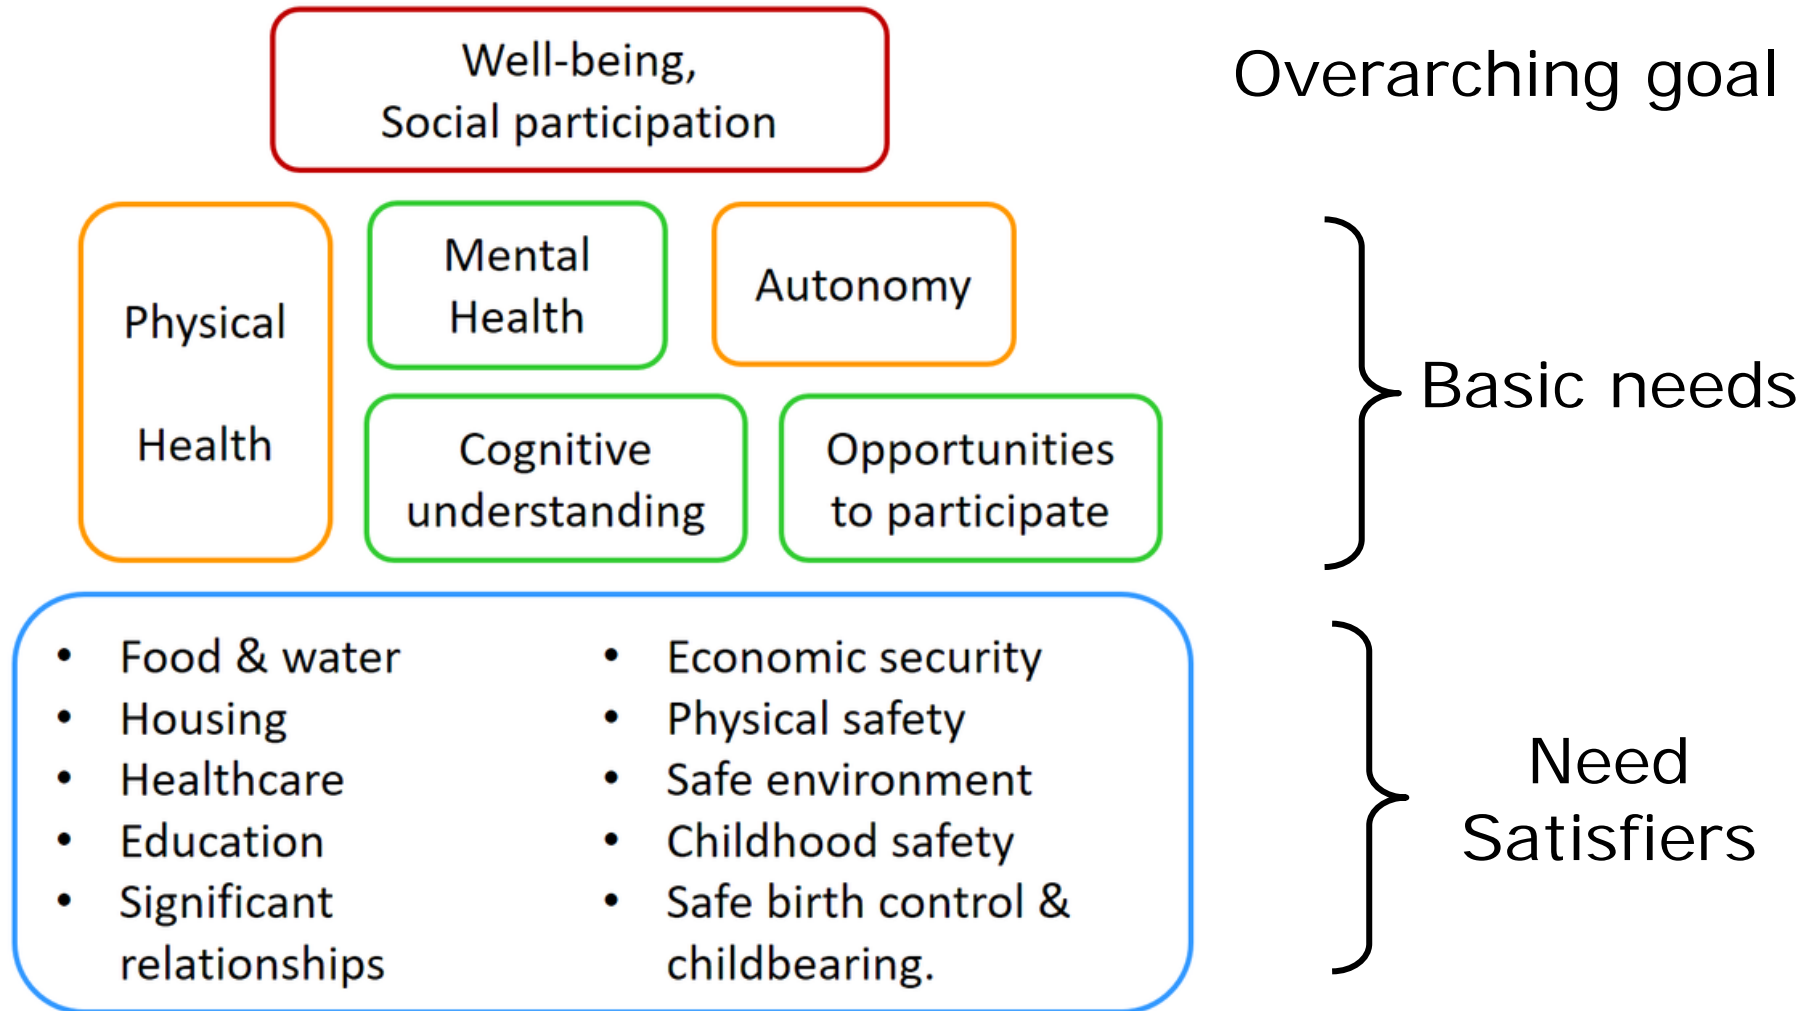 Well-being,
Social participation
Overarching goal
Physical
Health
Mental
Health
Autonomy
Cognitive
understanding
Opportunities
to participate
Basic needs
• Food & water
• Housing
• Healthcare
• Education
• Significant
relationships
• Economic security
• Physical safety
• Safe environment
• Childhood safety
• Safe birth control &
childbearing.
Need
Satisfiers